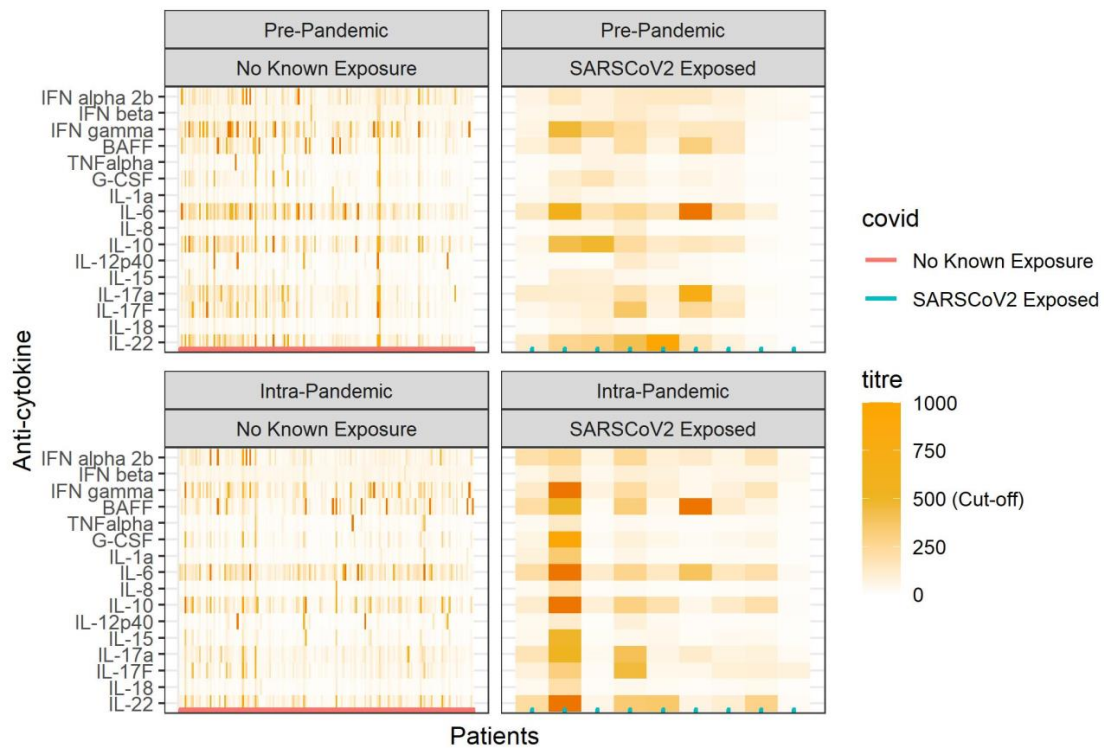 Pre-Pandemic
No Known Exposure
Pre-Pandemic
SARSCoV2 Exposed
IFN alpha 2b
IFN beta
IFN gamma
BAFF
TNFalpha
G-CSF
IL-1a
IL-6
IL-8
IL-10
IL-12p40
IL-15
IL-17a
IL-17F
IL-18
IL-22
Intra-Pandemic
No Known Exposure
Intra-Pandemic
SARSCoV2 Exposed
IFN alpha 2b
IFN beta
IFN gamma
BAFF
TNFalpha
G-CSF
IL-1a
IL-6
IL-8
IL-10
IL-12p40
IL-15
IL-17a
IL-17F
IL-18
IL-22
Anti-cytokine
Patients
covid
No Known Exposure
SARSCoV2 Exposed
titre
1000
750
500 (Cut-off)
250
0